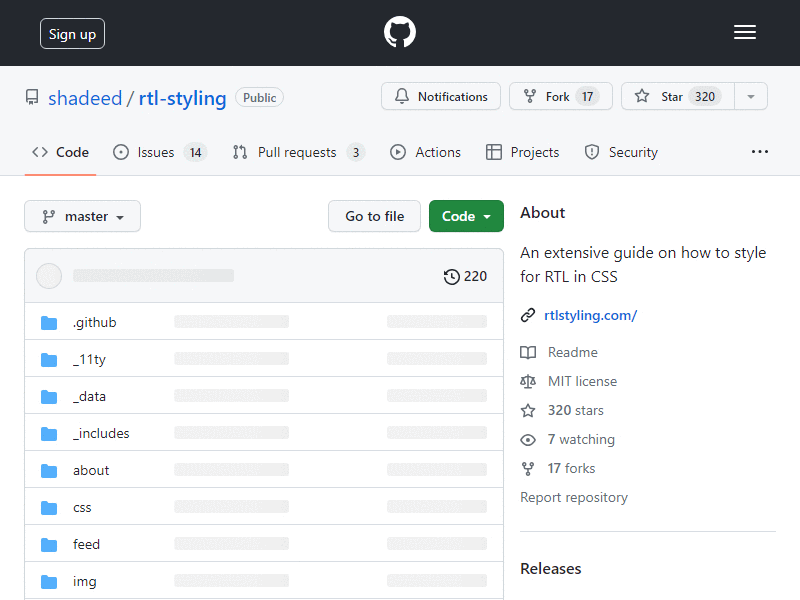 Sign up
shadeed / rtl-styling Public
Notifications Fork 17 Star 320
Code Issues 14 Pull requests 3 Actions Projects Security
master Go to file Code
220
.github
_11ty
_data
_includes
about
css
feed
img
About
An extensive guide on how to style
for RTL in CSS
rtlstyling.com/
Readme
MIT license
320 stars
7 watching
17 forks
Report repository
Releases